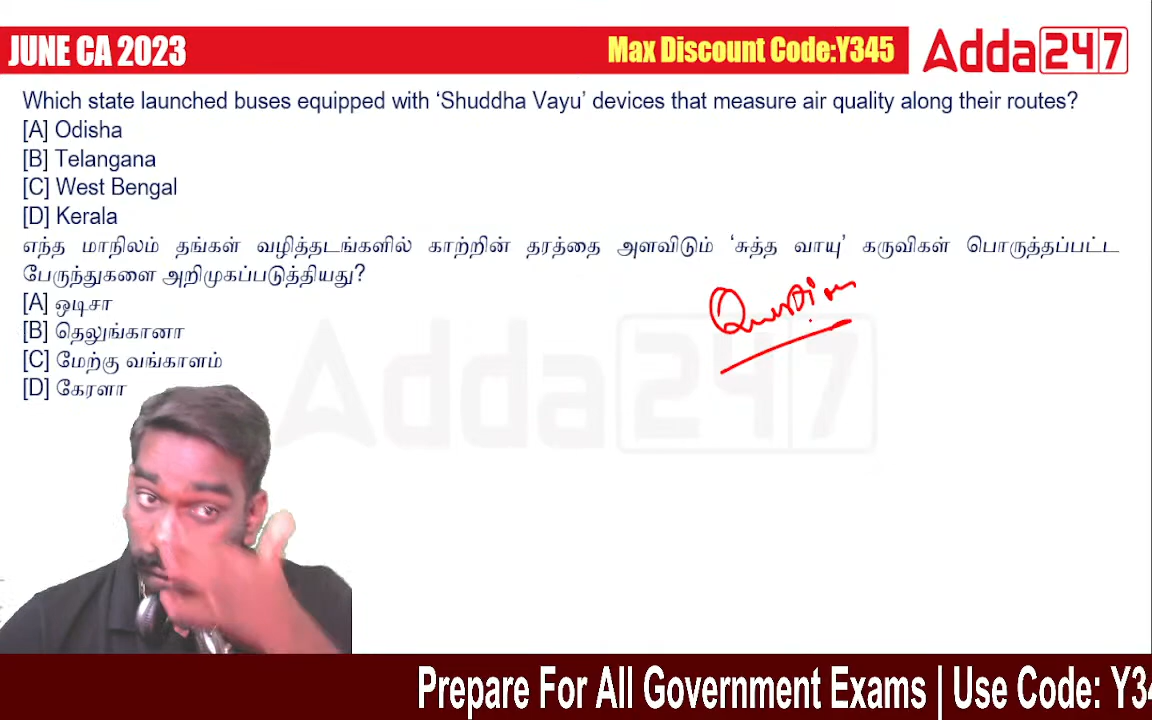 JUNE CA 2023
Max Discount Code:Y345
Adda247
Which state launched buses equipped with ‘Shuddha Vayu’ devices that measure air quality along their routes?
[A] Odisha
[B] Telangana
[C] West Bengal
[D] Kerala
எந்த மாநிலம் தங்கள் வழித்தடங்களில் காற்றின் தரத்தை அளவிடும் ‘சுத்த வாயு’ கருவிகள் பொருத்தப்பட்ட
பேருந்துகளை அறிமுகப்படுத்தியது?
[A] ஒடிசா
[B] தெலுங்கானா
[C] மேற்கு வங்காளம்
[D] கேரளா
Question
Adda247
Prepare For All Government Exams | Use Code: Y34